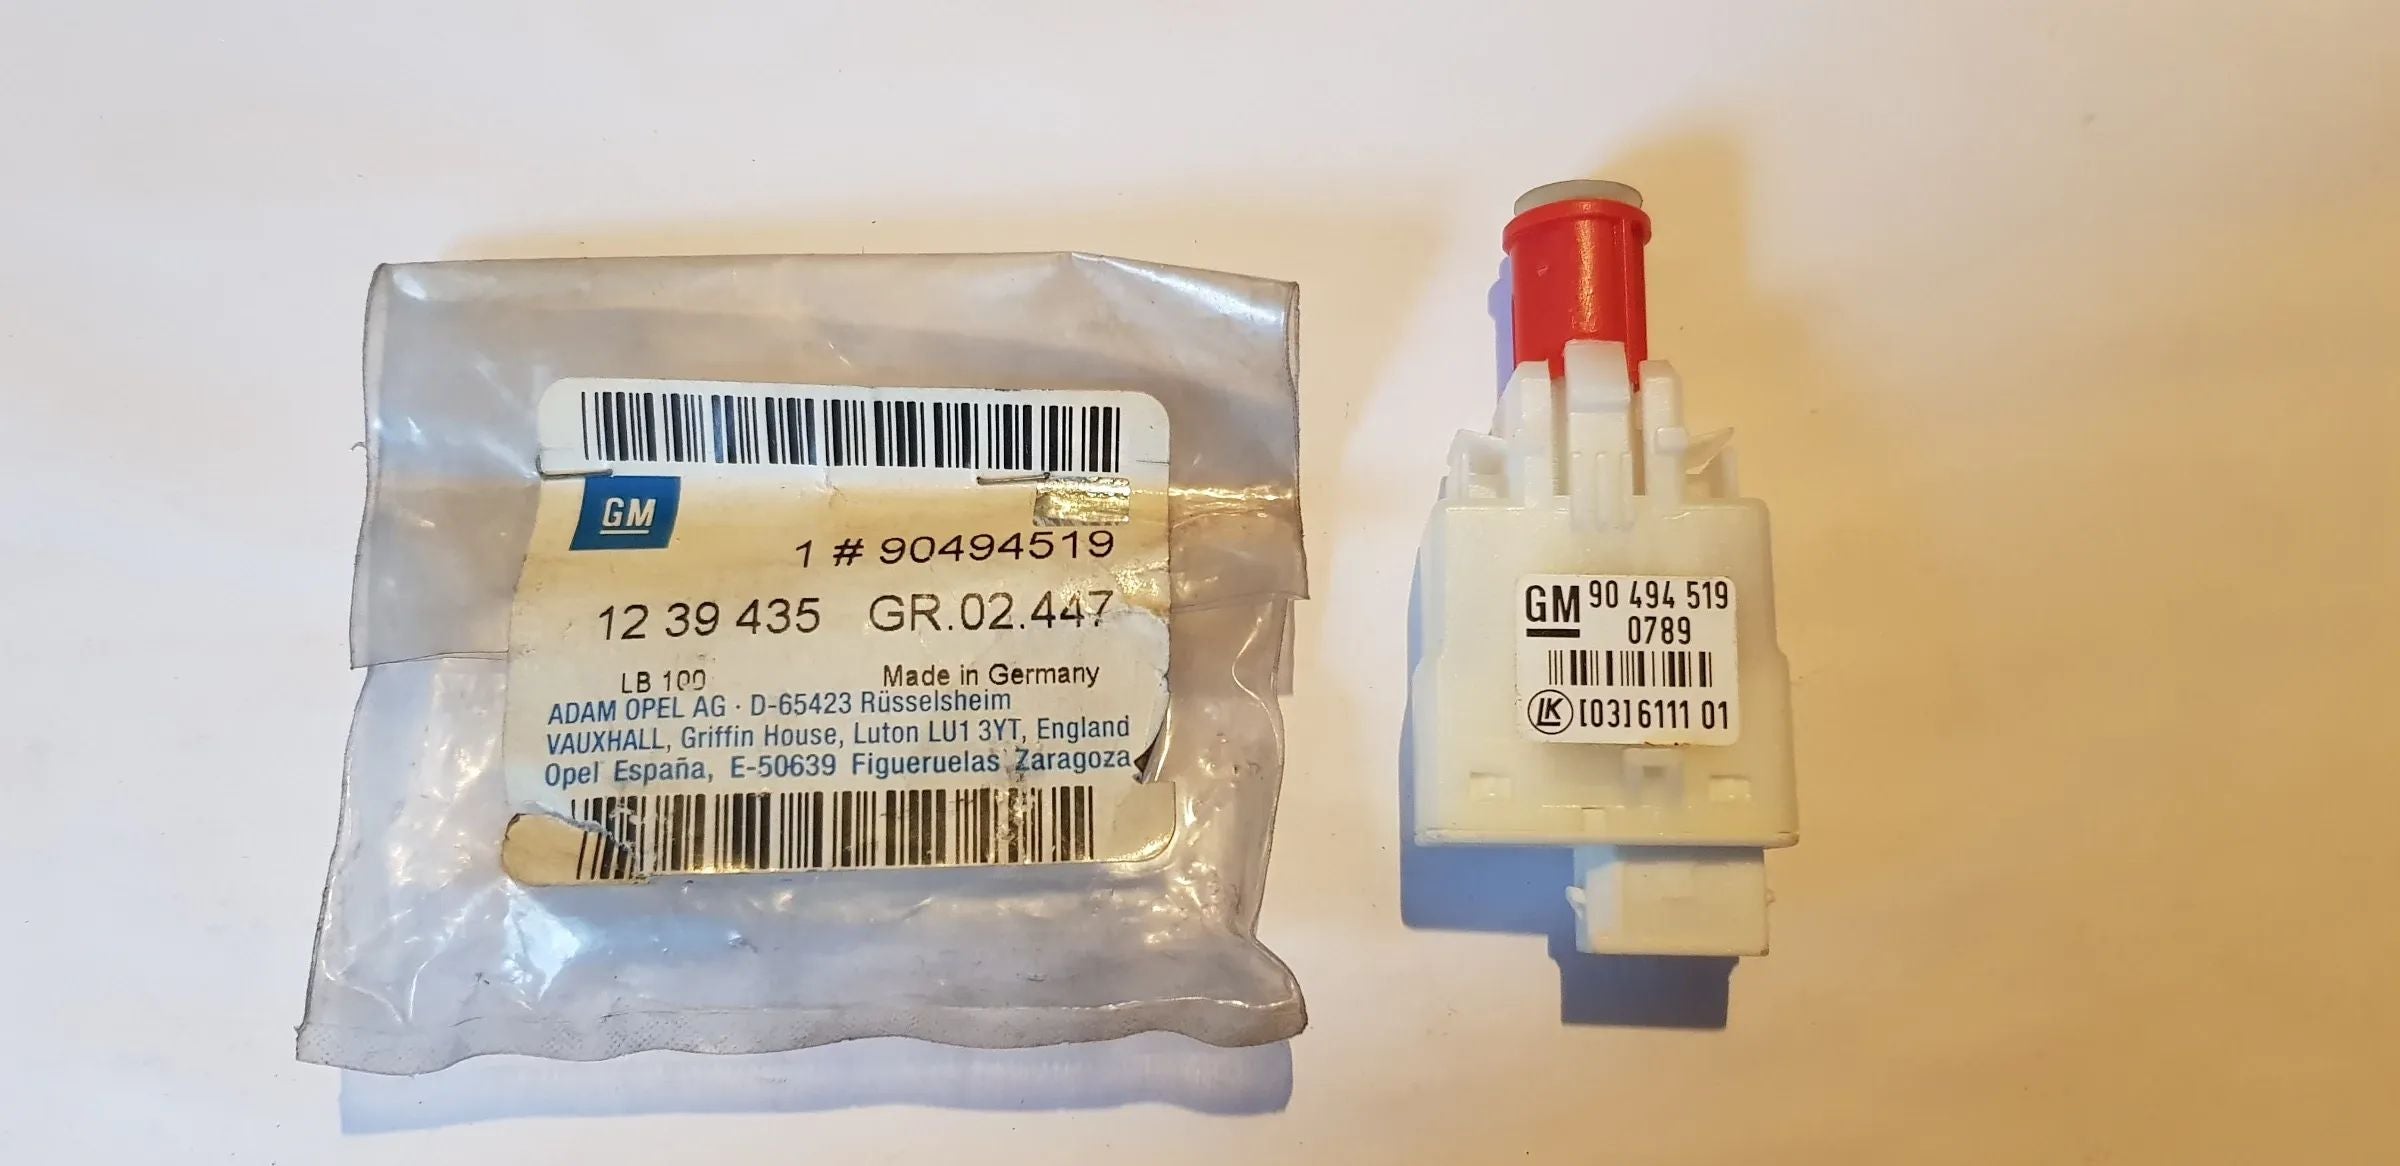 GM
1 # 90494519
12 39 435 GR.02.447
LB 100 Made in Germany
ADAM OPEL AG · D-65423 Rüsselsheim
VAUXHALL, Griffin House, Luton LU1 3YT, England
Opel España, E-50639 Figueruelas Zaragoza
GM 90 494 519
0789
LK [03]6111 01